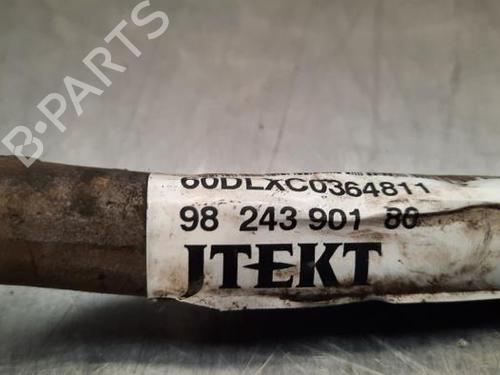 B-PARTS
60DLXC0364811
98 243 901 80
JTEKT